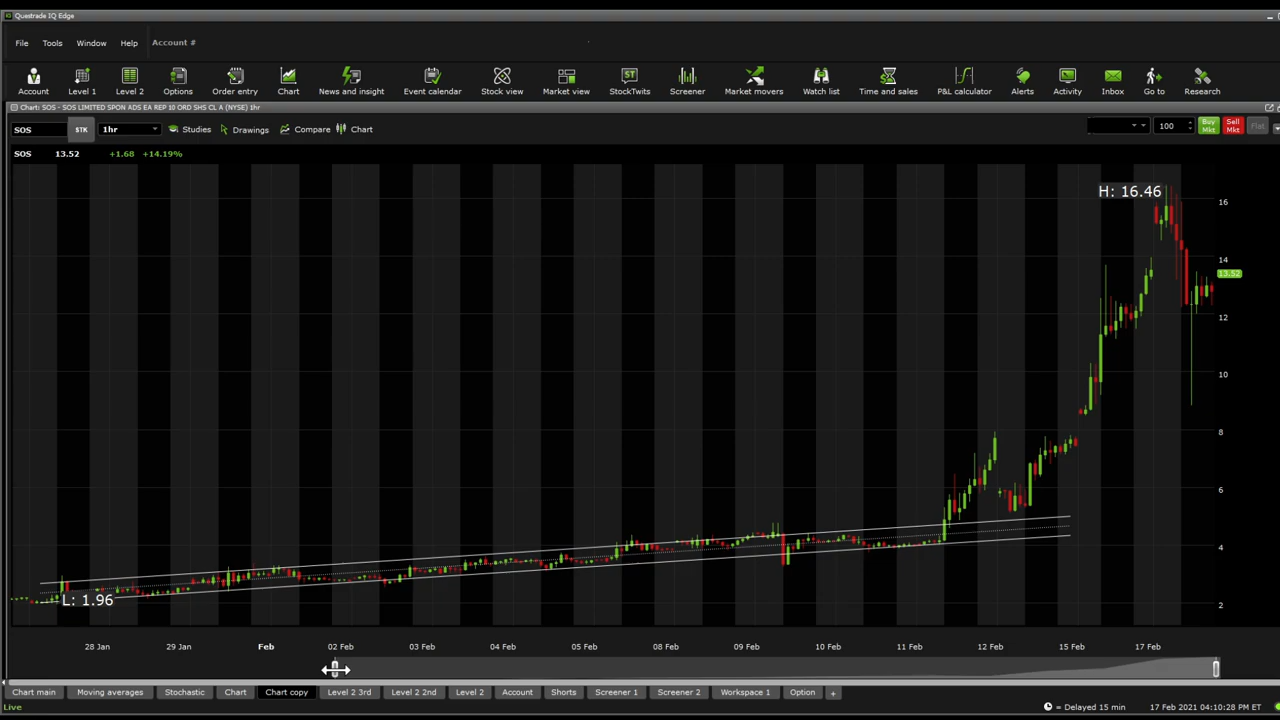 Questrade IQ Edge
File Tools Window Help Account #
Account Level 1 Level 2 Options Order entry Chart News and insight Event calendar Stock view Market view StockTwits Screener Market movers Watch list Time and sales P&L calculator Alerts Activity Inbox Go to Research
Chart: SOS - SOS LIMITED SPON ADS EA REP 10 ORD SHS CL A (NYSE) 1hr
SOS STK 1hr Studies Drawings Compare Chart 100 Buy Mkt Sell Mkt Flat
SOS 13.52 +1.68 +14.19%
H: 16.46
16
14
13.52
12
10
8
6
4
L: 1.96
2
28 Jan 29 Jan Feb 02 Feb 03 Feb 04 Feb 05 Feb 08 Feb 09 Feb 10 Feb 11 Feb 12 Feb 15 Feb 17 Feb
Chart main Moving averages Stochastic Chart Chart copy Level 2 3rd Level 2 2nd Level 2 Account Shorts Screener 1 Screener 2 Workspace 1 Option +
Live = Delayed 15 min 17 Feb 2021 04:10:28 PM ET